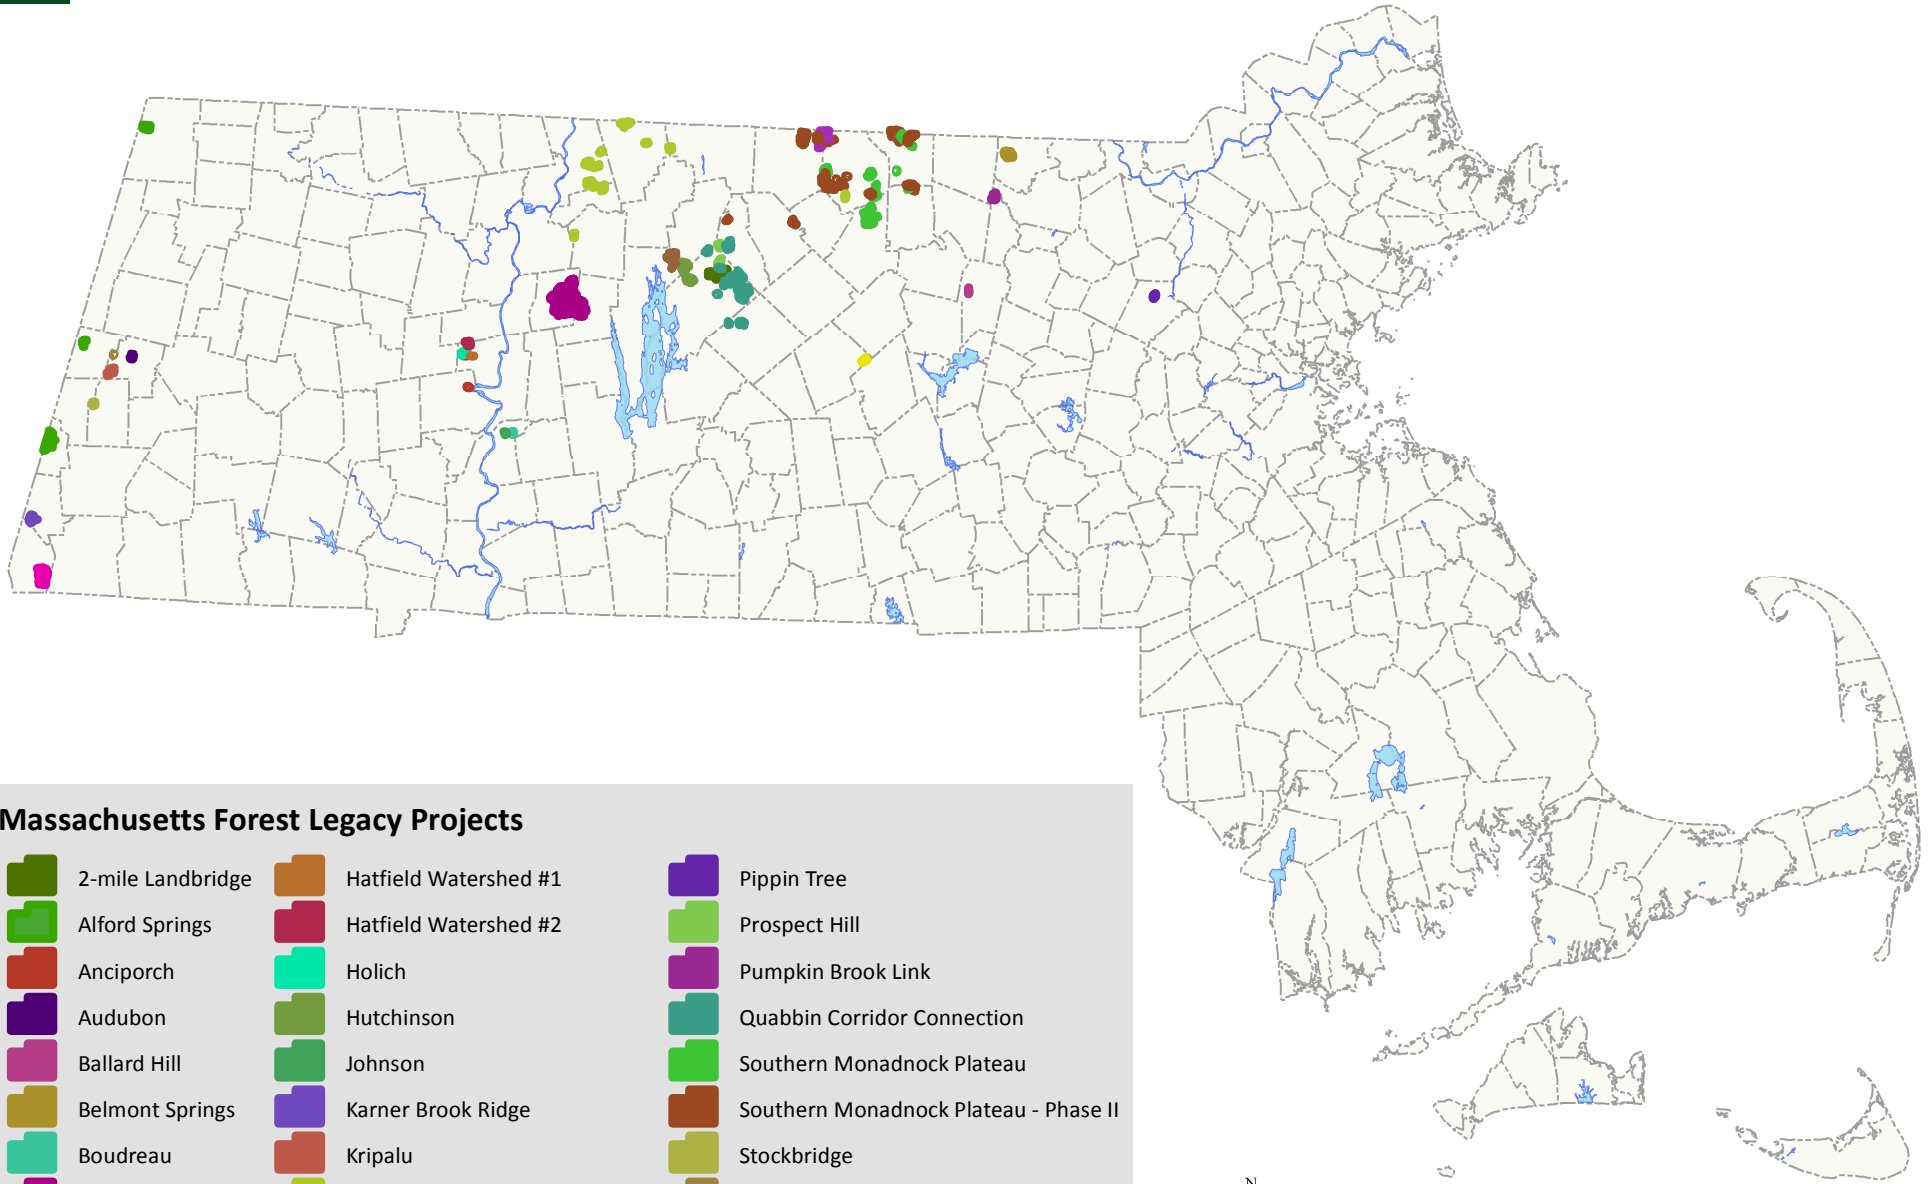 Massachusetts Forest Legacy Projects
2-mile Landbridge
Alford Springs
Anciporch
Audubon
Ballard Hill
Belmont Springs
Boudreau
Hatfield Watershed #1
Hatfield Watershed #2
Holich
Hutchinson
Johnson
Karner Brook Ridge
Kripalu
Pippin Tree
Prospect Hill
Pumpkin Brook Link
Quabbin Corridor Connection
Southern Monadnock Plateau
Southern Monadnock Plateau - Phase II
Stockbridge
N